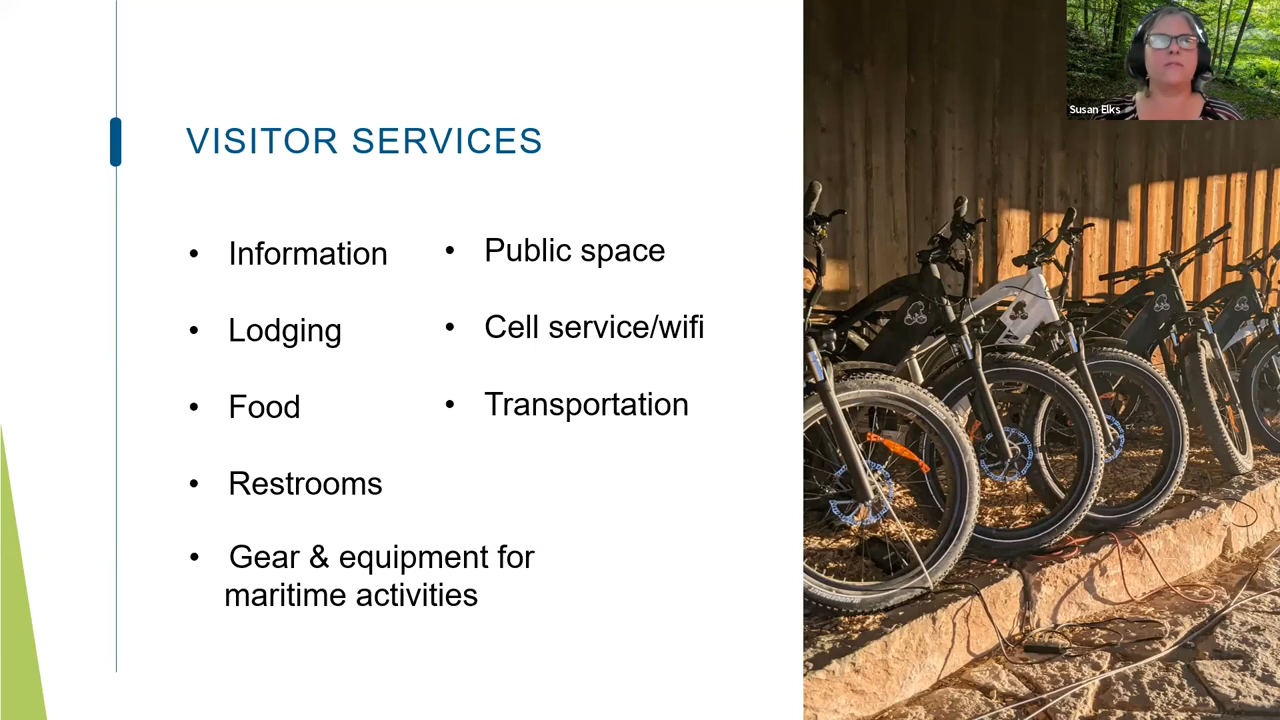 Susan Elks
VISITOR SERVICES
• Information
• Lodging
• Food
• Restrooms
• Gear & equipment for
maritime activities
• Public space
• Cell service/wifi
• Transportation